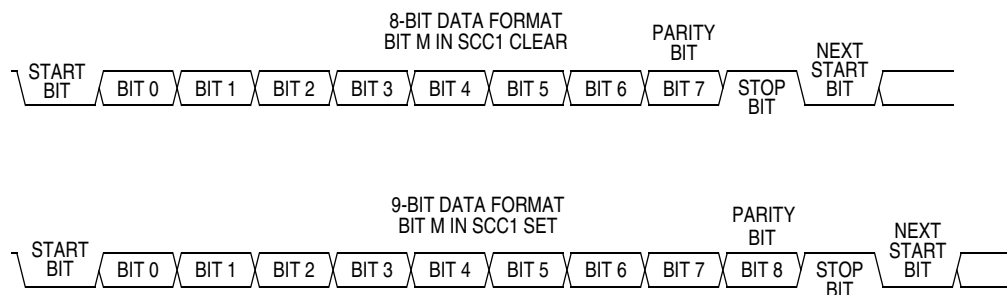 8-BIT DATA FORMAT
BIT M IN SCC1 CLEAR
PARITY
BIT
START
BIT
BIT 0
BIT 1
BIT 2
BIT 3
BIT 4
BIT 5
BIT 6
BIT 7
STOP
BIT
NEXT
START
BIT
9-BIT DATA FORMAT
BIT M IN SCC1 SET
PARITY
BIT
START
BIT
BIT 0
BIT 1
BIT 2
BIT 3
BIT 4
BIT 5
BIT 6
BIT 7
BIT 8
STOP
BIT
NEXT
START
BIT